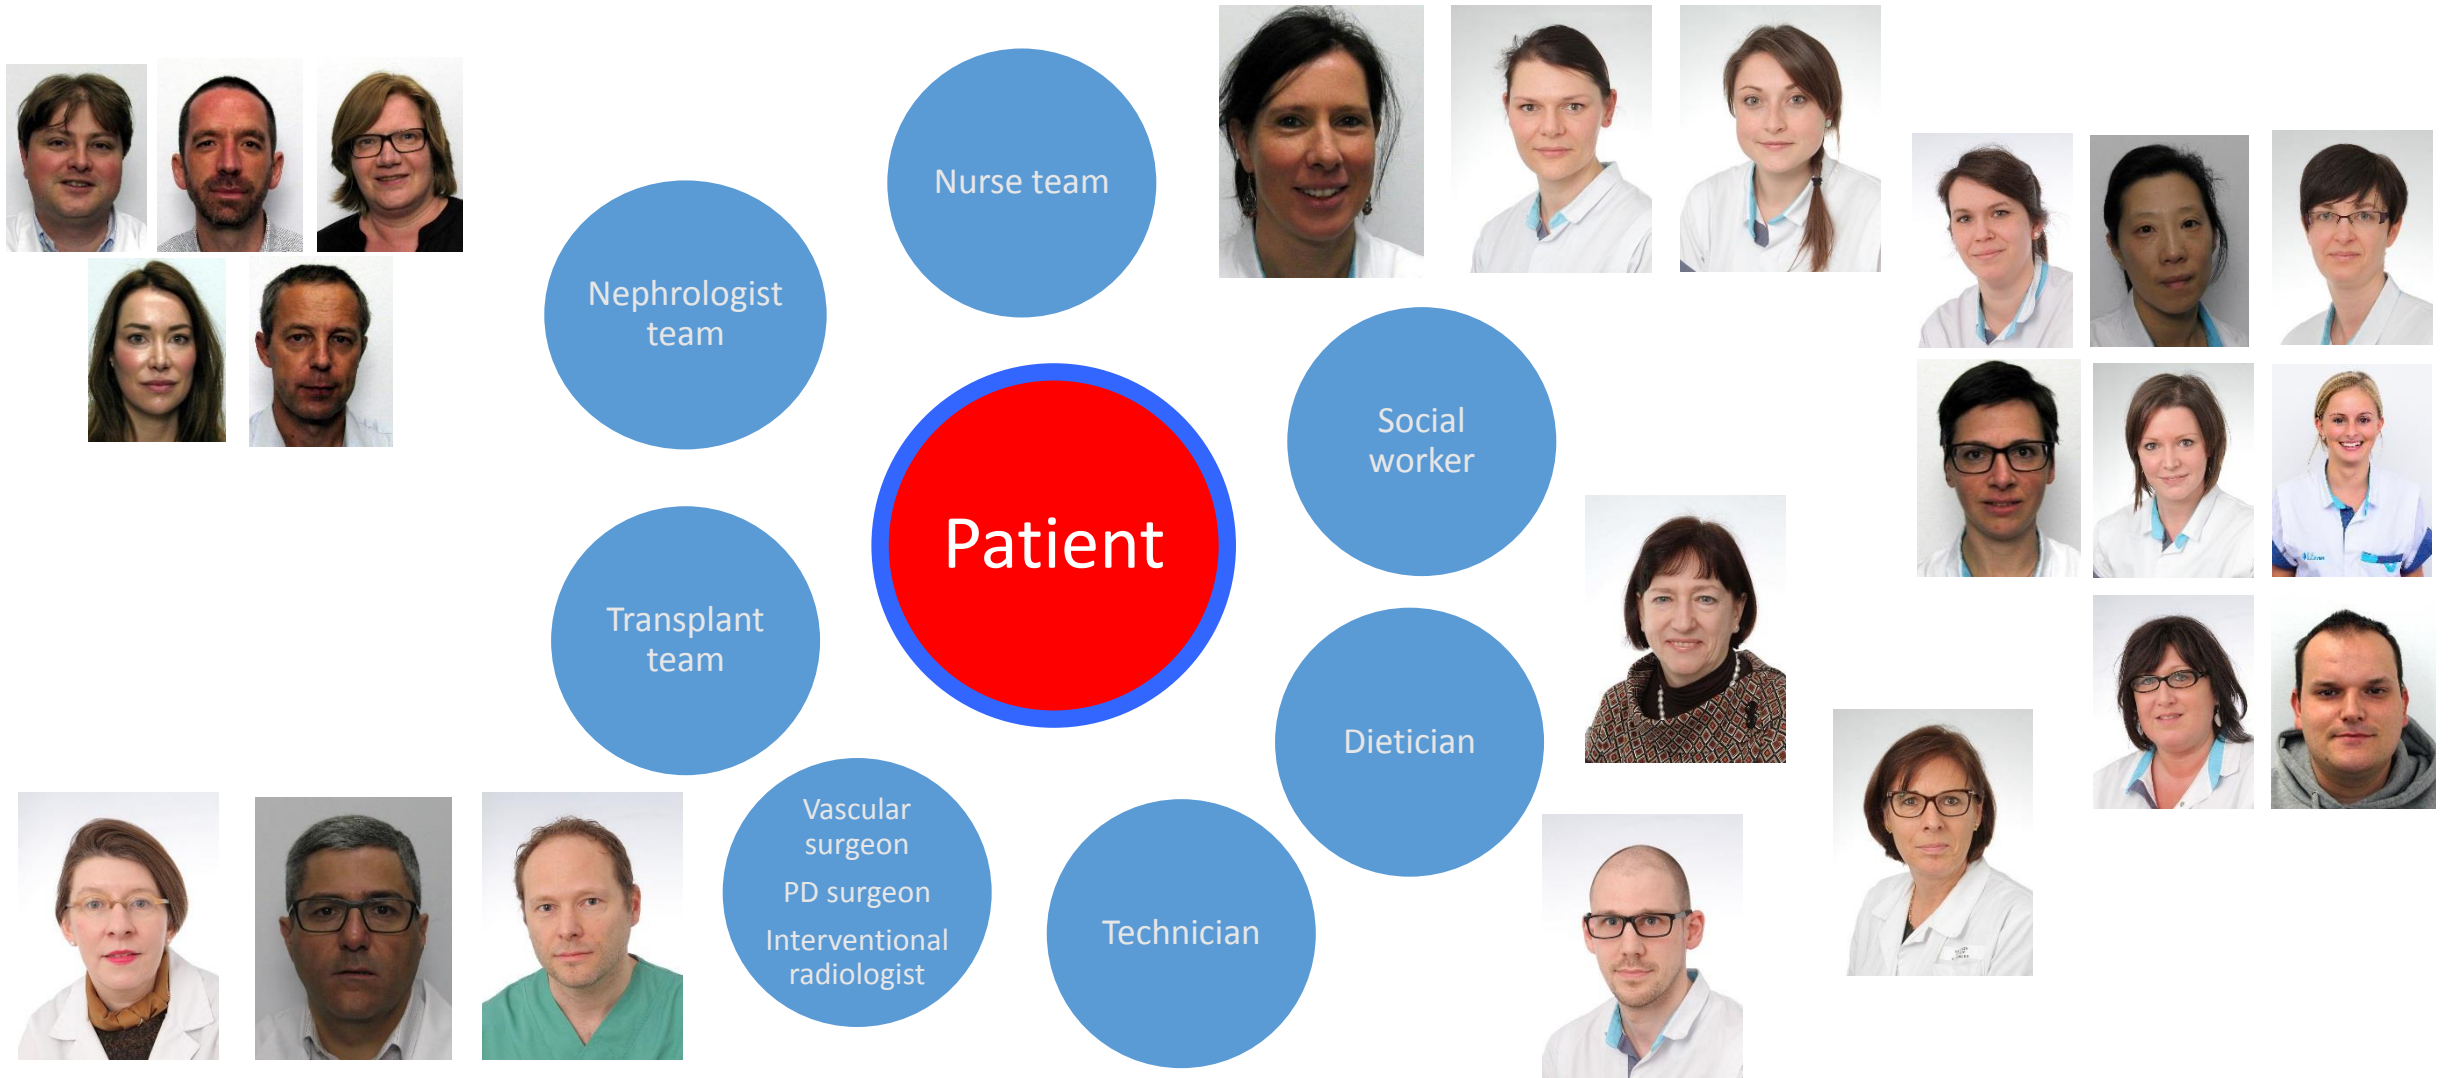 Nurse team
Nephrologist
team
Social
worker
Patient
Transplant
team
Dietician
Vascular
surgeon
PD surgeon
Interventional
radiologist
Technician